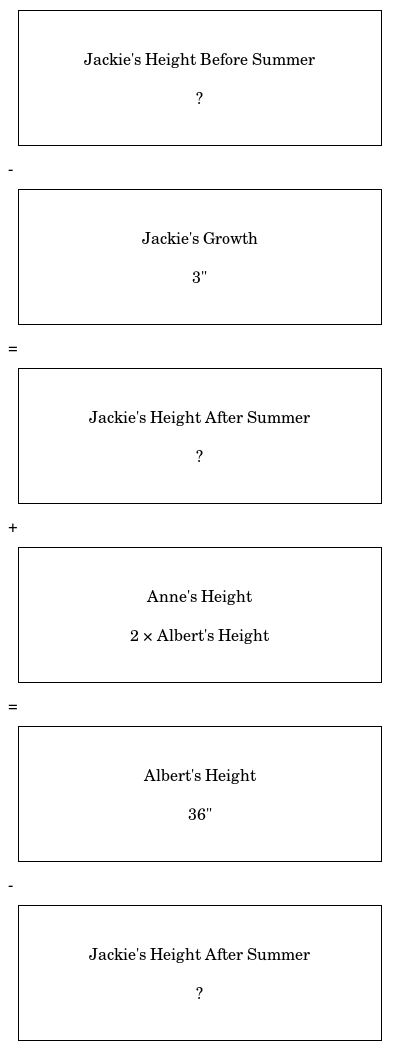 Jackie's Height Before Summer
?
-
Jackie's Growth
3"
=
Jackie's Height After Summer
?
+
Anne's Height
2 × Albert's Height
=
Albert's Height
36"
-
Jackie's Height After Summer
?